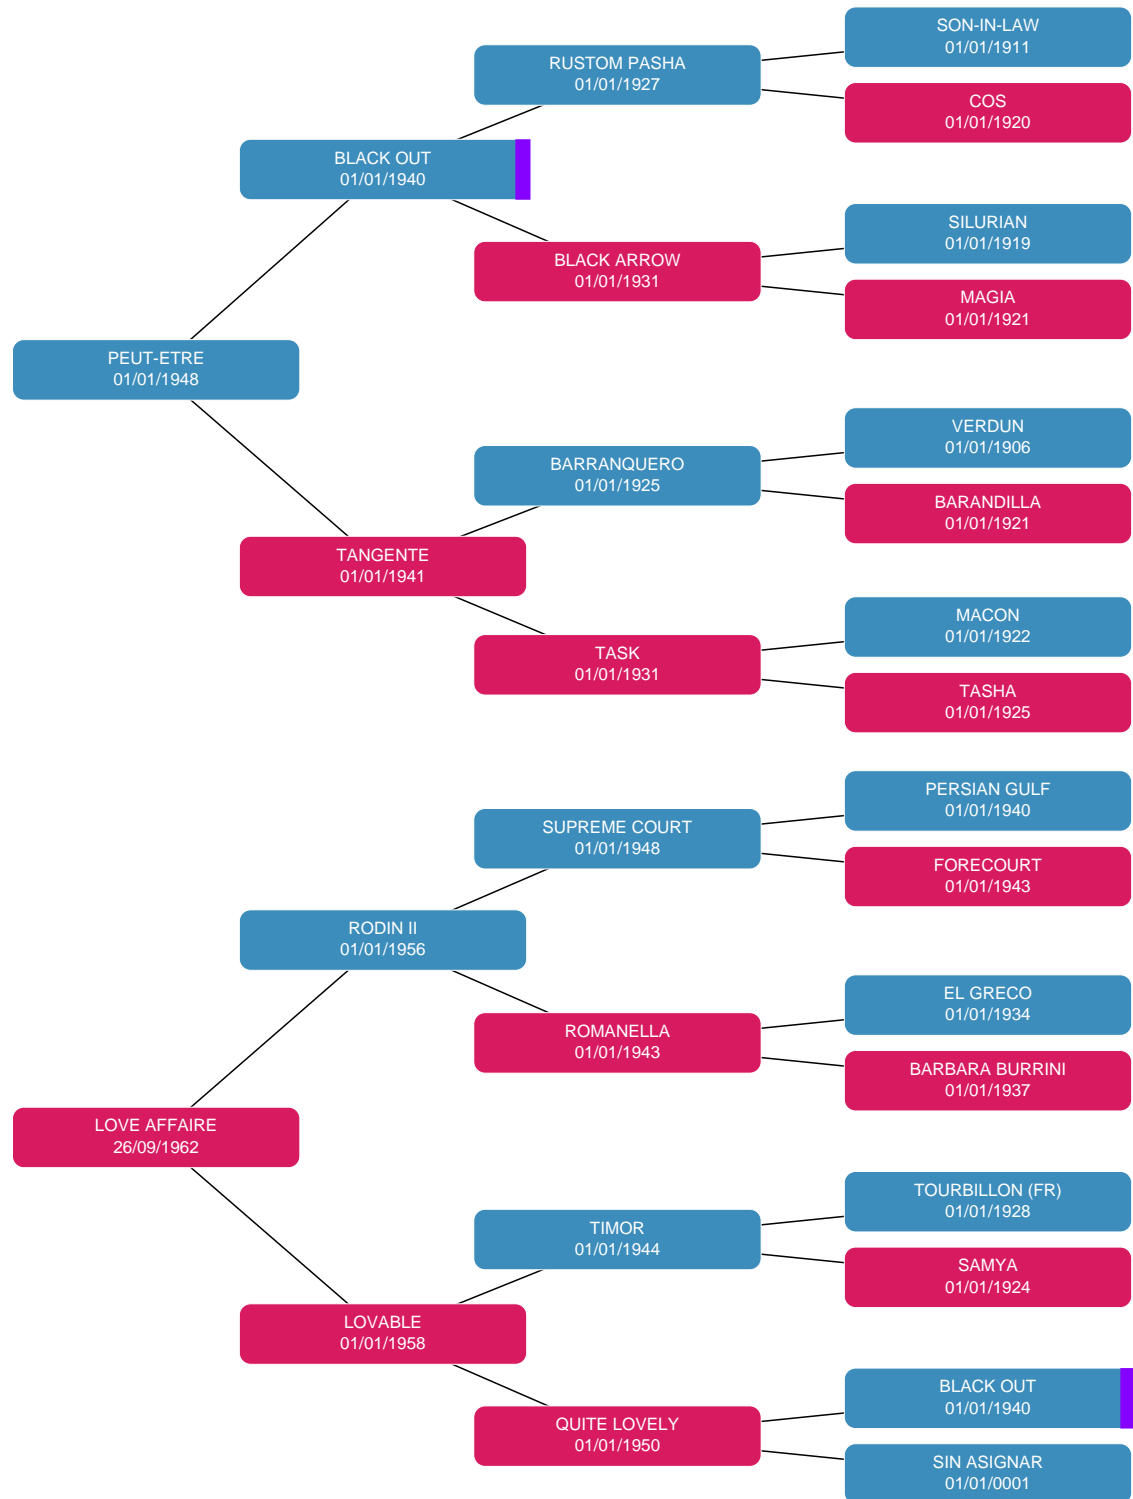 SON-IN-LAW
01/01/1911
RUSTOM PASHA
01/01/1927
COS
01/01/1920
BLACK OUT
01/01/1940
SILURIAN
01/01/1919
BLACK ARROW
01/01/1931
MAGIA
01/01/1921
PEUT-ETRE
01/01/1948
VERDUN
01/01/1906
BARRANQUERO
01/01/1925
BARANDILLA
01/01/1921
TANGENTE
01/01/1941
MACON
01/01/1922
TASK
01/01/1931
TASHA
01/01/1925
PERSIAN GULF
01/01/1940
SUPREME COURT
01/01/1948
FORECOURT
01/01/1943
RODIN II
01/01/1956
EL GRECO
01/01/1934
ROMANELLA
01/01/1943
BARBARA BURRINI
01/01/1937
LOVE AFFAIRE
26/09/1962
TOURBILLON (FR)
01/01/1928
TIMOR
01/01/1944
SAMYA
01/01/1924
LOVABLE
01/01/1958
BLACK OUT
01/01/1940
QUITE LOVELY
01/01/1950
SIN ASIGNAR
01/01/0001